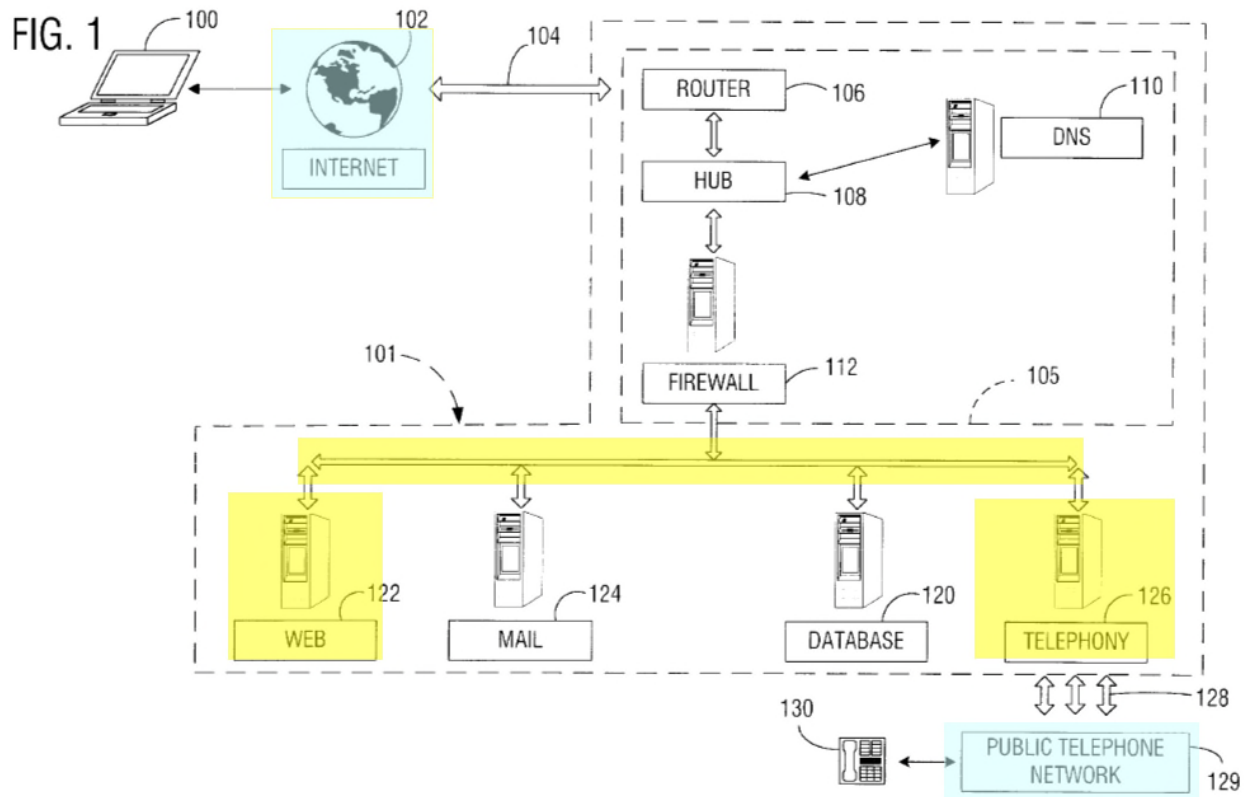 FIG. 1
100
102
104
INTERNET
ROUTER
106
110
DNS
HUB
108
101
FIREWALL
112
105
122
WEB
124
MAIL
120
DATABASE
126
TELEPHONY
128
130
PUBLIC TELEPHONE
NETWORK
129